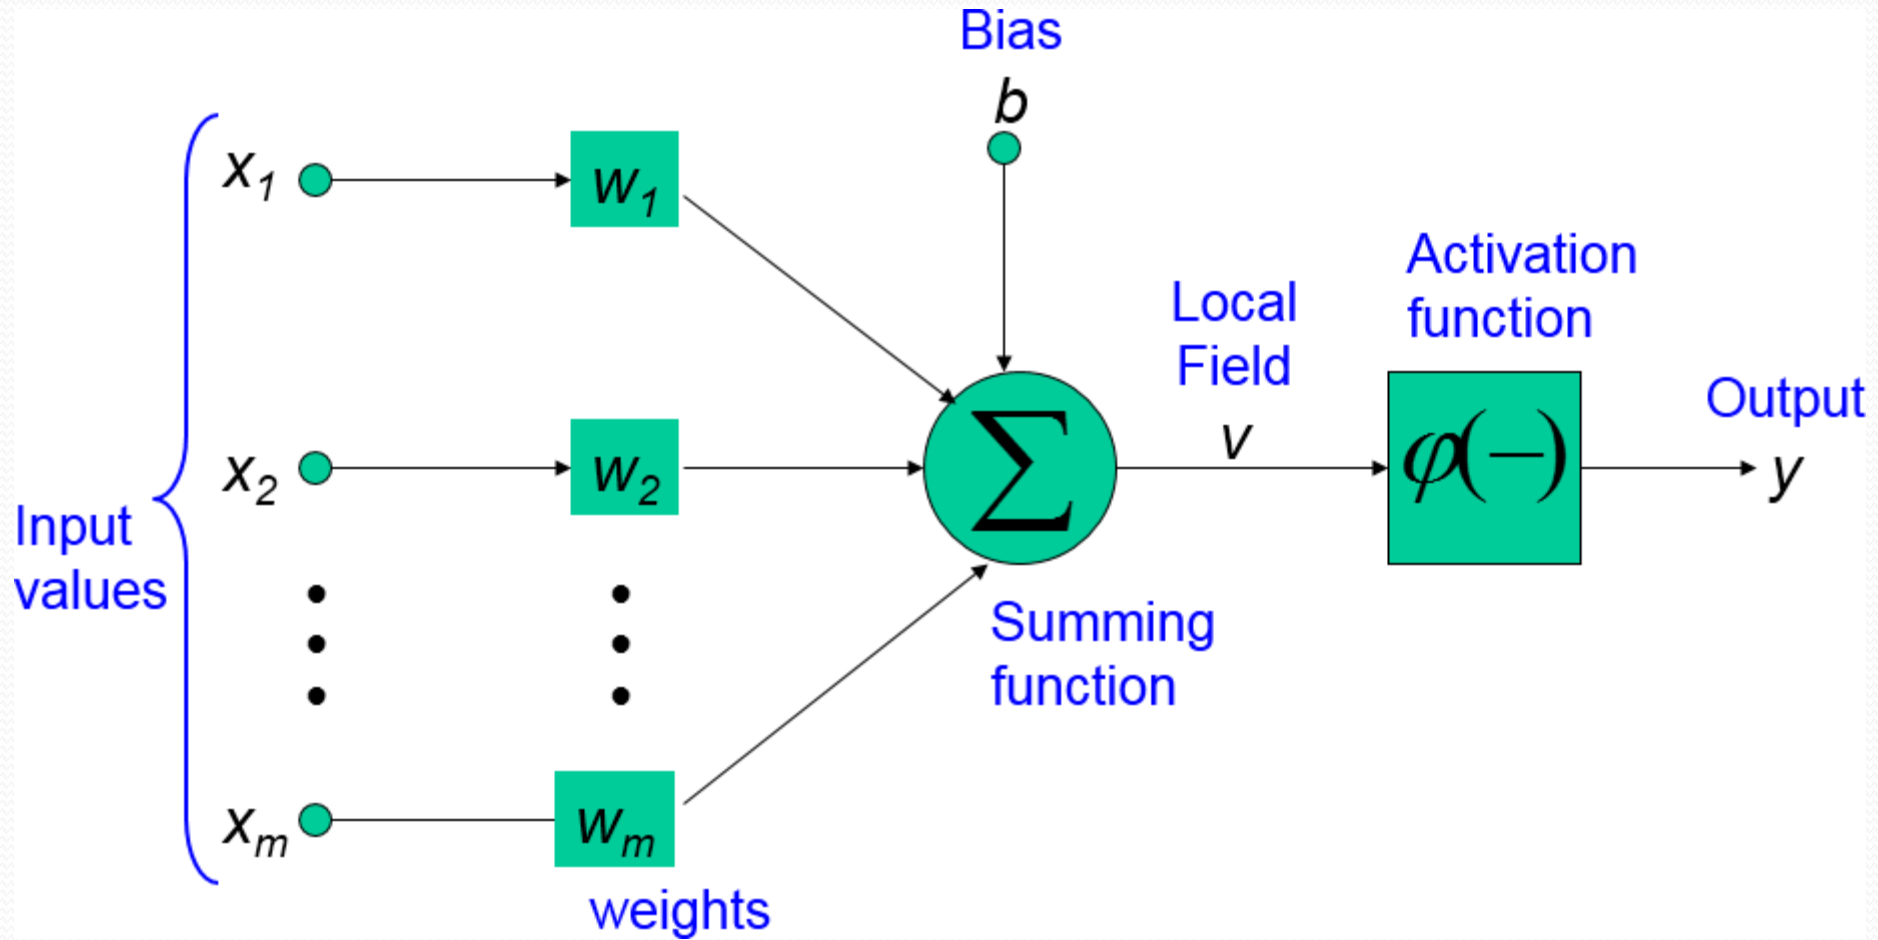 Bias
b
x1
w1
Activation
function
Local
Field
v
Output
x2
w2
Σ
φ(−)
y
Input
values
Summing
function
xm
wm
weights